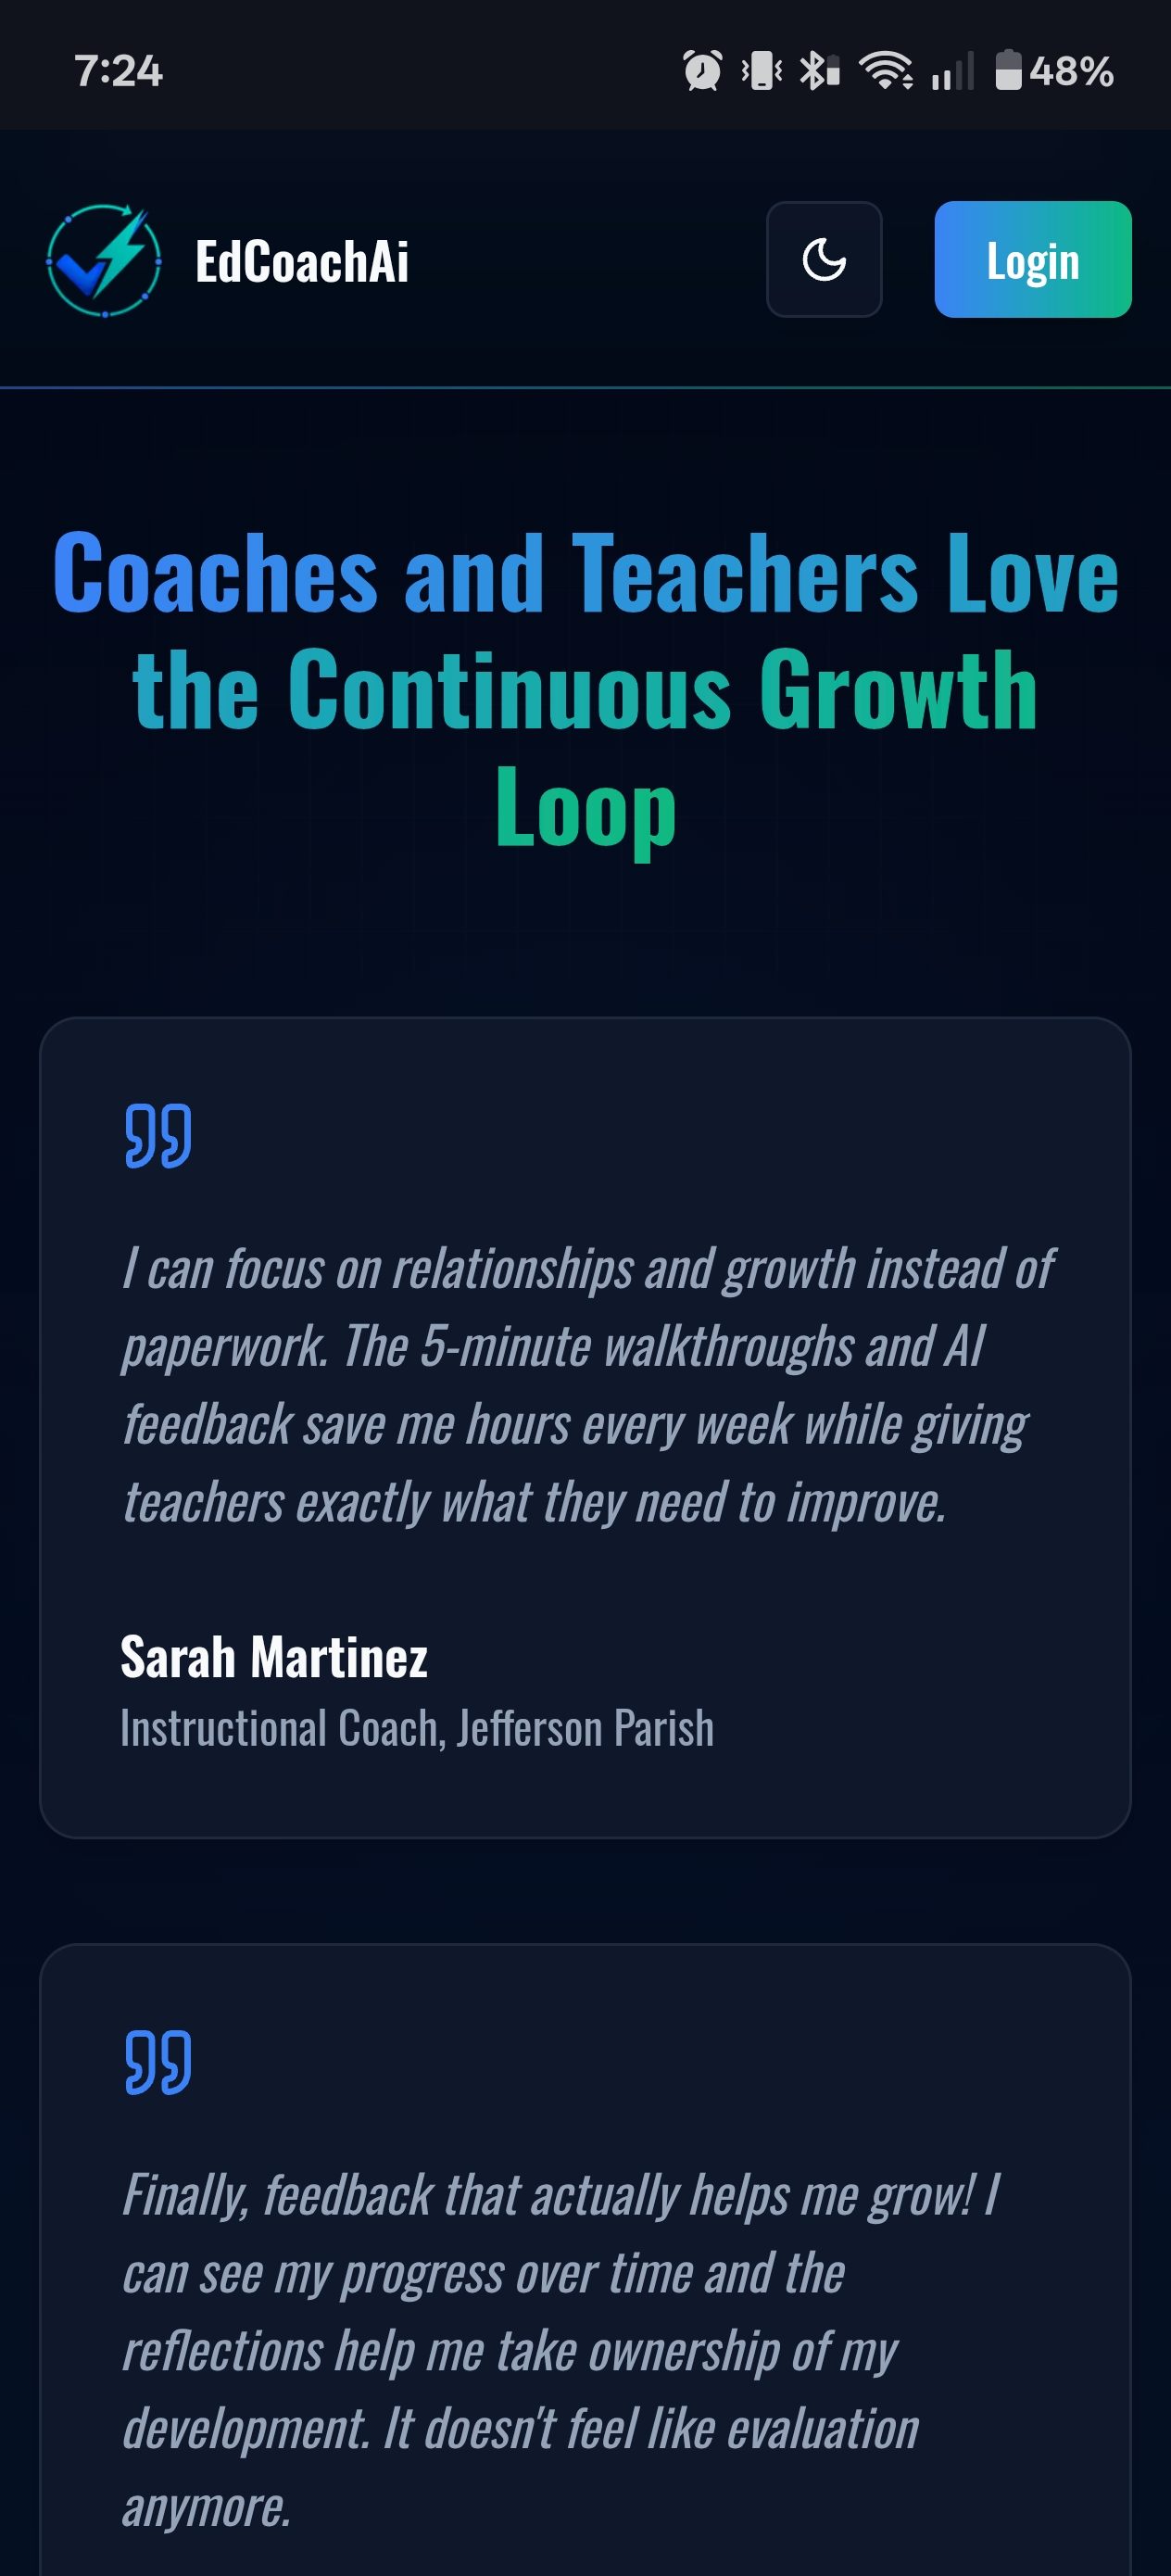 7:24
48%
EdCoachAi
Login
Coaches and Teachers Love
the Continuous Growth
Loop
I can focus on relationships and growth instead of
paperwork. The 5-minute walkthroughs and AI
feedback save me hours every week while giving
teachers exactly what they need to improve.
Sarah Martinez
Instructional Coach, Jefferson Parish
Finally, feedback that actually helps me grow! I
can see my progress over time and the
reflections help me take ownership of my
development. It doesn't feel like evaluation
anymore.